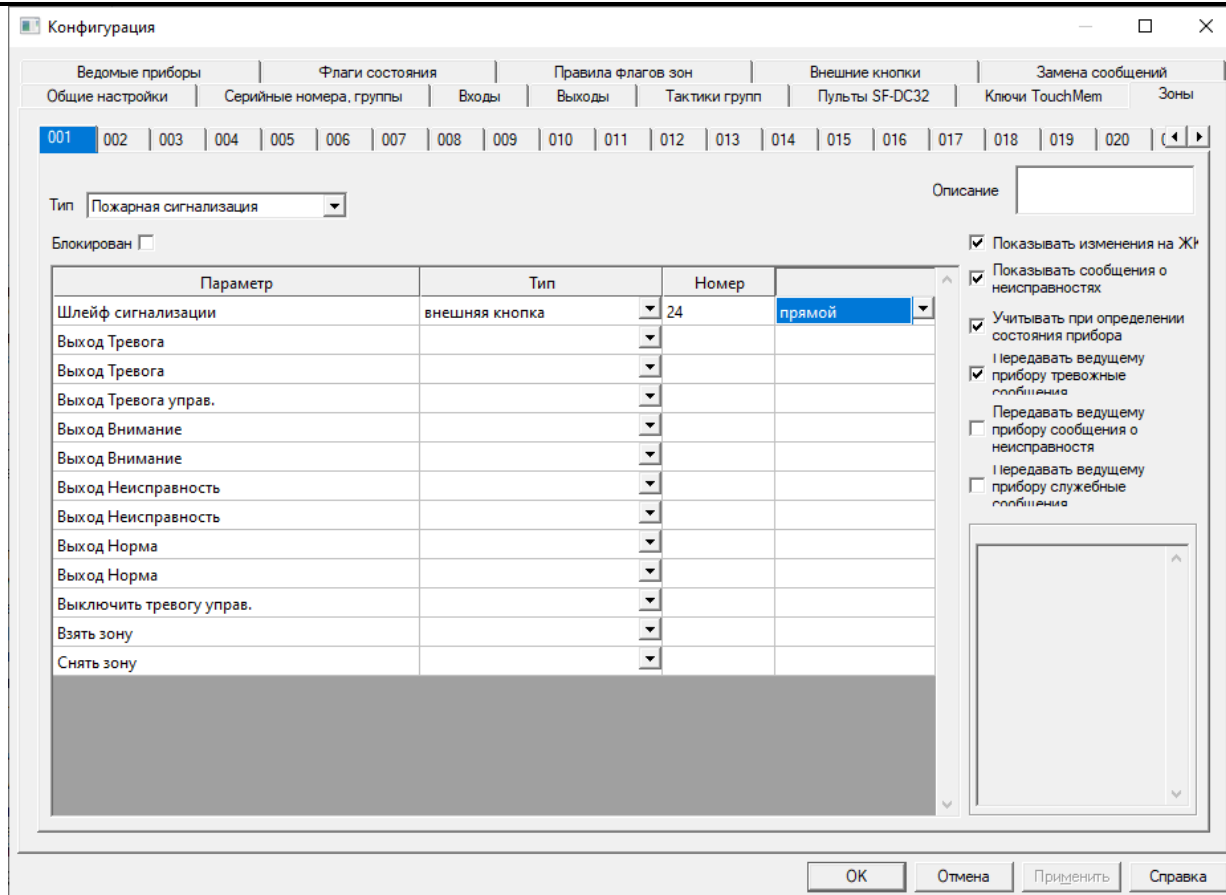 Конфигурация
Ведомые приборы Флаги состояния Правила флагов зон Внешние кнопки Замена сообщений
Общие настройки Серийные номера, группы Входы Выходы Тактики групп Пульты SF-DC32 Ключи TouchMem Зоны
001 002 003 004 005 006 007 008 009 010 011 012 013 014 015 016 017 018 019 020
Описание
Тип Пожарная сигнализация
Блокирован
Показывать изменения на ЖК
Показывать сообщения о
неисправностях
Учитывать при определении
состояния прибора
Передавать ведущему
прибору тревожные
сообщения
Передавать ведущему
прибору сообщения о
неисправностя
Передавать ведущему
прибору служебные
сообщения
Параметр Тип Номер
Шлейф сигнализации внешняя кнопка 24 прямой
Выход Тревога
Выход Тревога
Выход Тревога управ.
Выход Внимание
Выход Внимание
Выход Неисправность
Выход Неисправность
Выход Норма
Выход Норма
Выключить тревогу управ.
Взять зону
Снять зону
OK Отмена Применить Справка